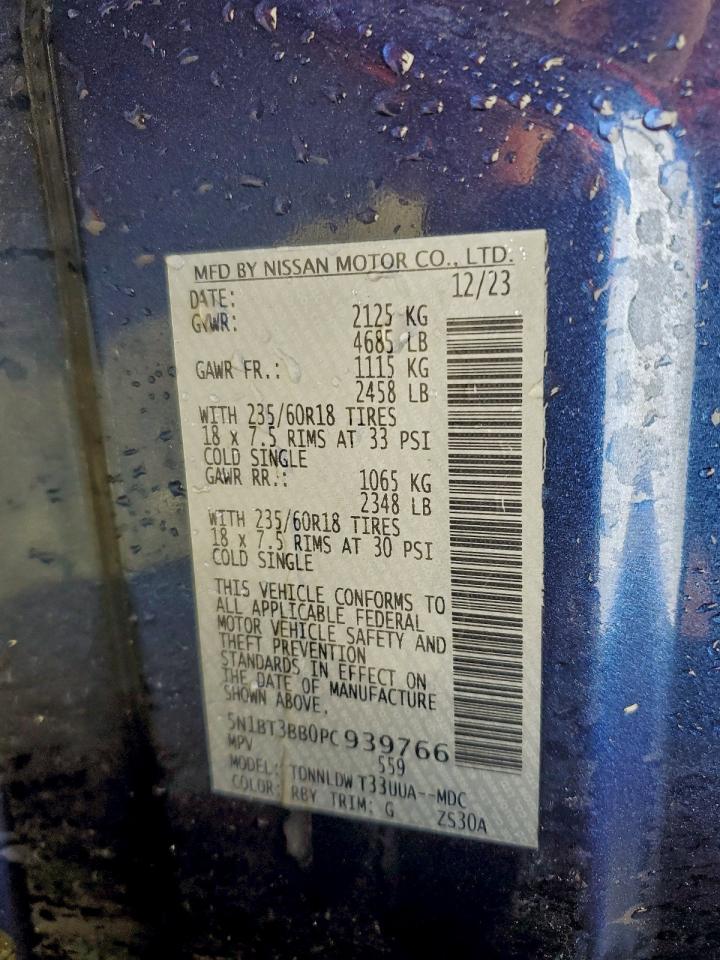 MFD BY NISSAN MOTOR CO., LTD.
DATE: 12/23
GVWR: 2125 KG
4685 LB
GAWR FR.: 1115 KG
2458 LB
WITH 235/60R18 TIRES
18 x 7.5 RIMS AT 33 PSI
COLD SINGLE
GAWR RR.: 1065 KG
2348 LB
WITH 235/60R18 TIRES
18 x 7.5 RIMS AT 30 PSI
COLD SINGLE
THIS VEHICLE CONFORMS TO
ALL APPLICABLE FEDERAL
MOTOR VEHICLE SAFETY AND
THEFT PREVENTION
STANDARDS IN EFFECT ON
THE DATE OF MANUFACTURE
SHOWN ABOVE.
5N1BT3BB0PC939766
MPV 559
MODEL: TDNNLDW T33UUA--MDC
COLOR: RBY TRIM: G ZS30A